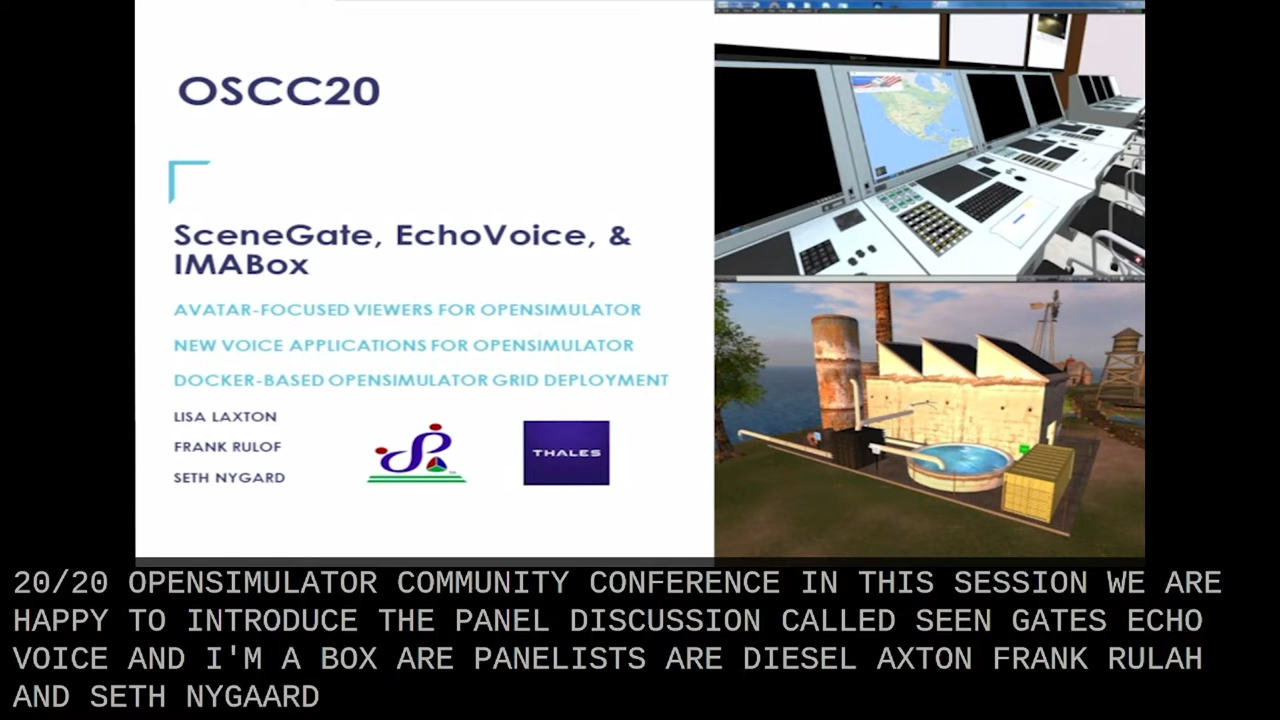 OSCC20
SceneGate, EchoVoice, &
IMABox
AVATAR-FOCUSED VIEWERS FOR OPENSIMULATOR
NEW VOICE APPLICATIONS FOR OPENSIMULATOR
DOCKER-BASED OPENSIMULATOR GRID DEPLOYMENT
LISA LAXTON
FRANK RULOF
SETH NYGARD
THALES
20/20 OPENSIMULATOR COMMUNITY CONFERENCE IN THIS SESSION WE ARE
HAPPY TO INTRODUCE THE PANEL DISCUSSION CALLED SEEN GATES ECHO
VOICE AND I'M A BOX ARE PANELISTS ARE DIESEL AXTON FRANK RULAH
AND SETH NYGAARD